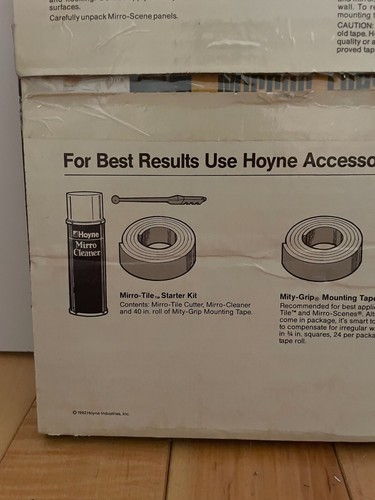 surfaces.
Carefully unpack Mirro-Scene panels.
wall. To re
mounting t
CAUTION:
old tape. H
quality or a
proved tap
For Best Results Use Hoyne Accesso
Hoyne
Mirro
Cleaner
Mirro-Tile™ Starter Kit
Contents: Mirro-Tile Cutter, Mirro-Cleaner
and 40 in. roll of Mity-Grip Mounting Tape.
Mity-Grip® Mounting Tape
Recommended for best appli
Tile™ and Mirro-Scenes®. Alt
come in package, it's smart to
to compensate for irregular w
in ¾ in. squares, 24 per packa
tape roll.
Hoyne Industries, Inc.